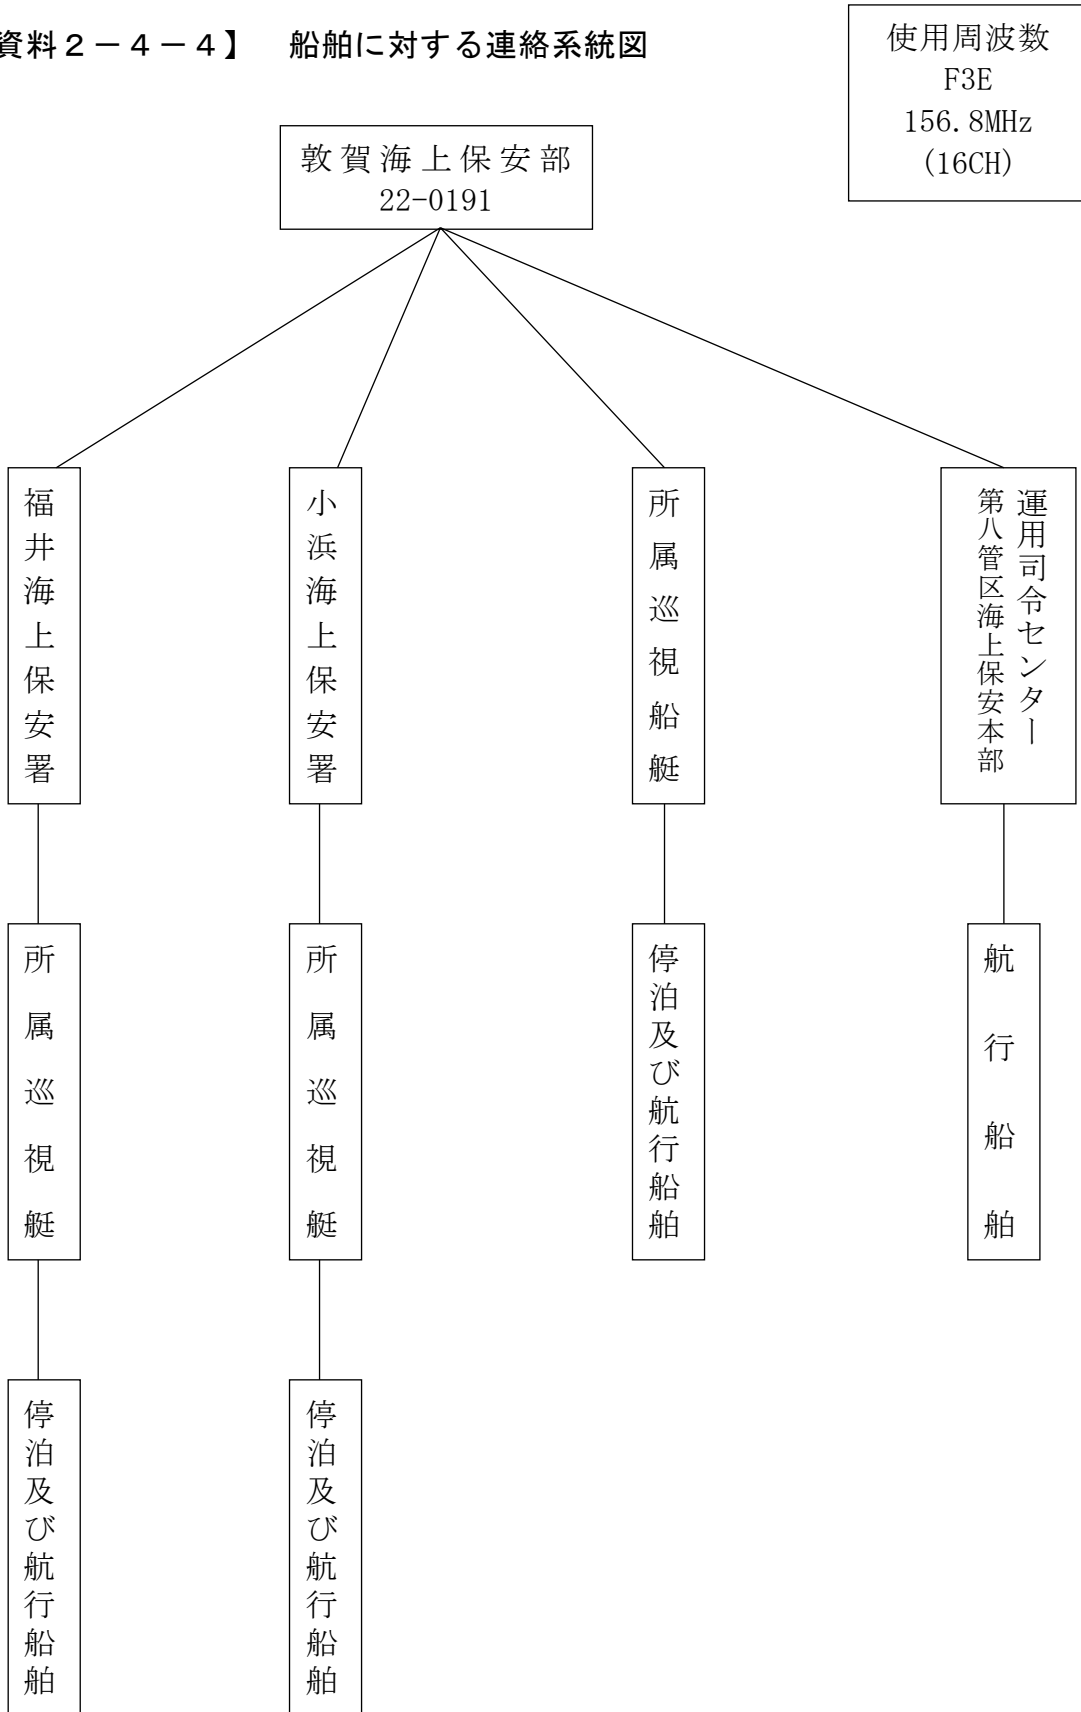 資料２－４－４】　船舶に対する連絡系統図
使用周波数
F3E
156.8MHz
(16CH)
敦賀海上保安部
22-0191
福井海上保安署
小浜海上保安署
所属巡視船艇
運用司令センター
第八管区海上保安本部
所属巡視艇
所属巡視艇
停泊及び航行船舶
航行船舶
停泊及び航行船舶
停泊及び航行船舶